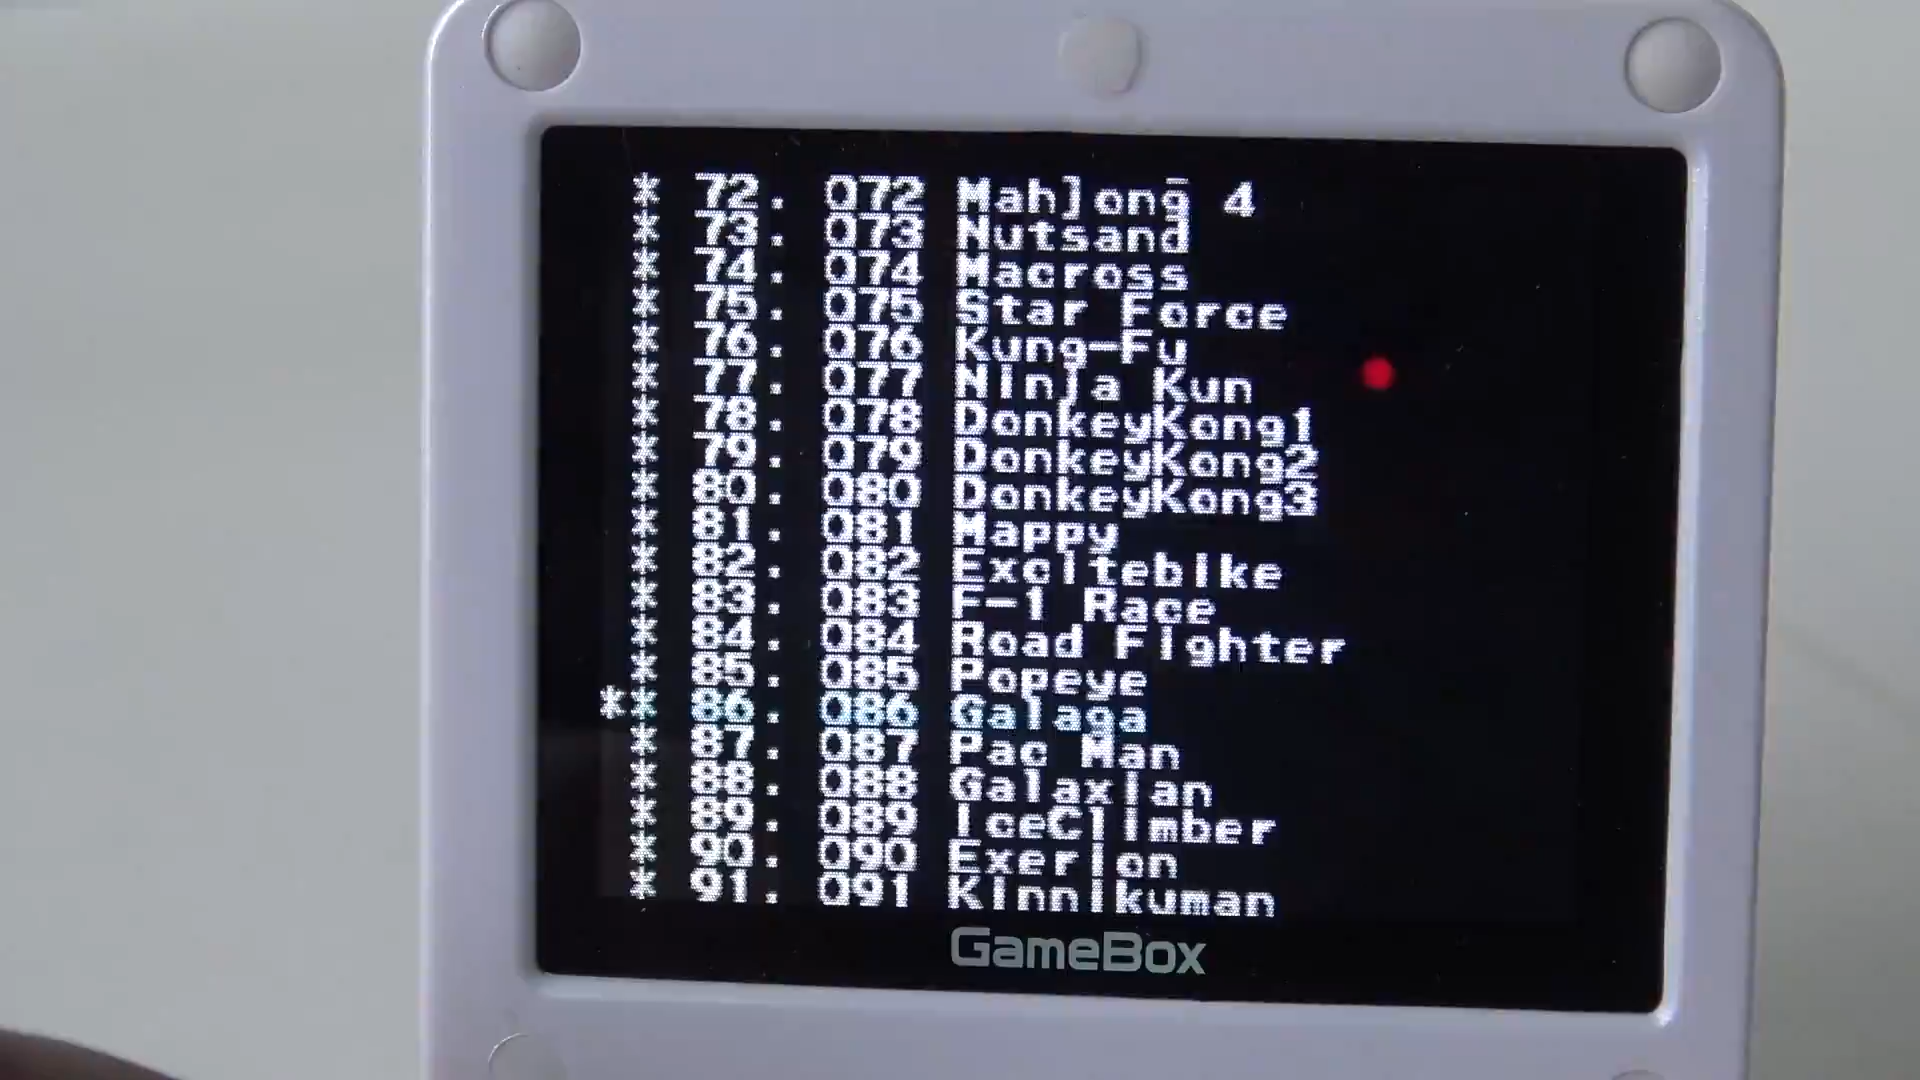 * 72. 072 Mahjong 4
* 73. 073 Nutsand
* 74. 074 Macross
* 75. 075 Star Force
* 76. 076 Kung-Fu
* 77. 077 Ninja Kun
* 78. 078 DonkeyKong1
* 79. 079 DonkeyKong2
* 80. 080 DonkeyKong3
* 81. 081 Mappy
* 82. 082 Excitebike
* 83. 083 F-1 Race
* 84. 084 Road Fighter
* 85. 085 Popeye
** 86. 086 Galaga
* 87. 087 Pac Man
* 88. 088 Galaxian
* 89. 089 IceClimber
* 90. 090 Exerion
* 91. 091 Kinnikuman
GameBox